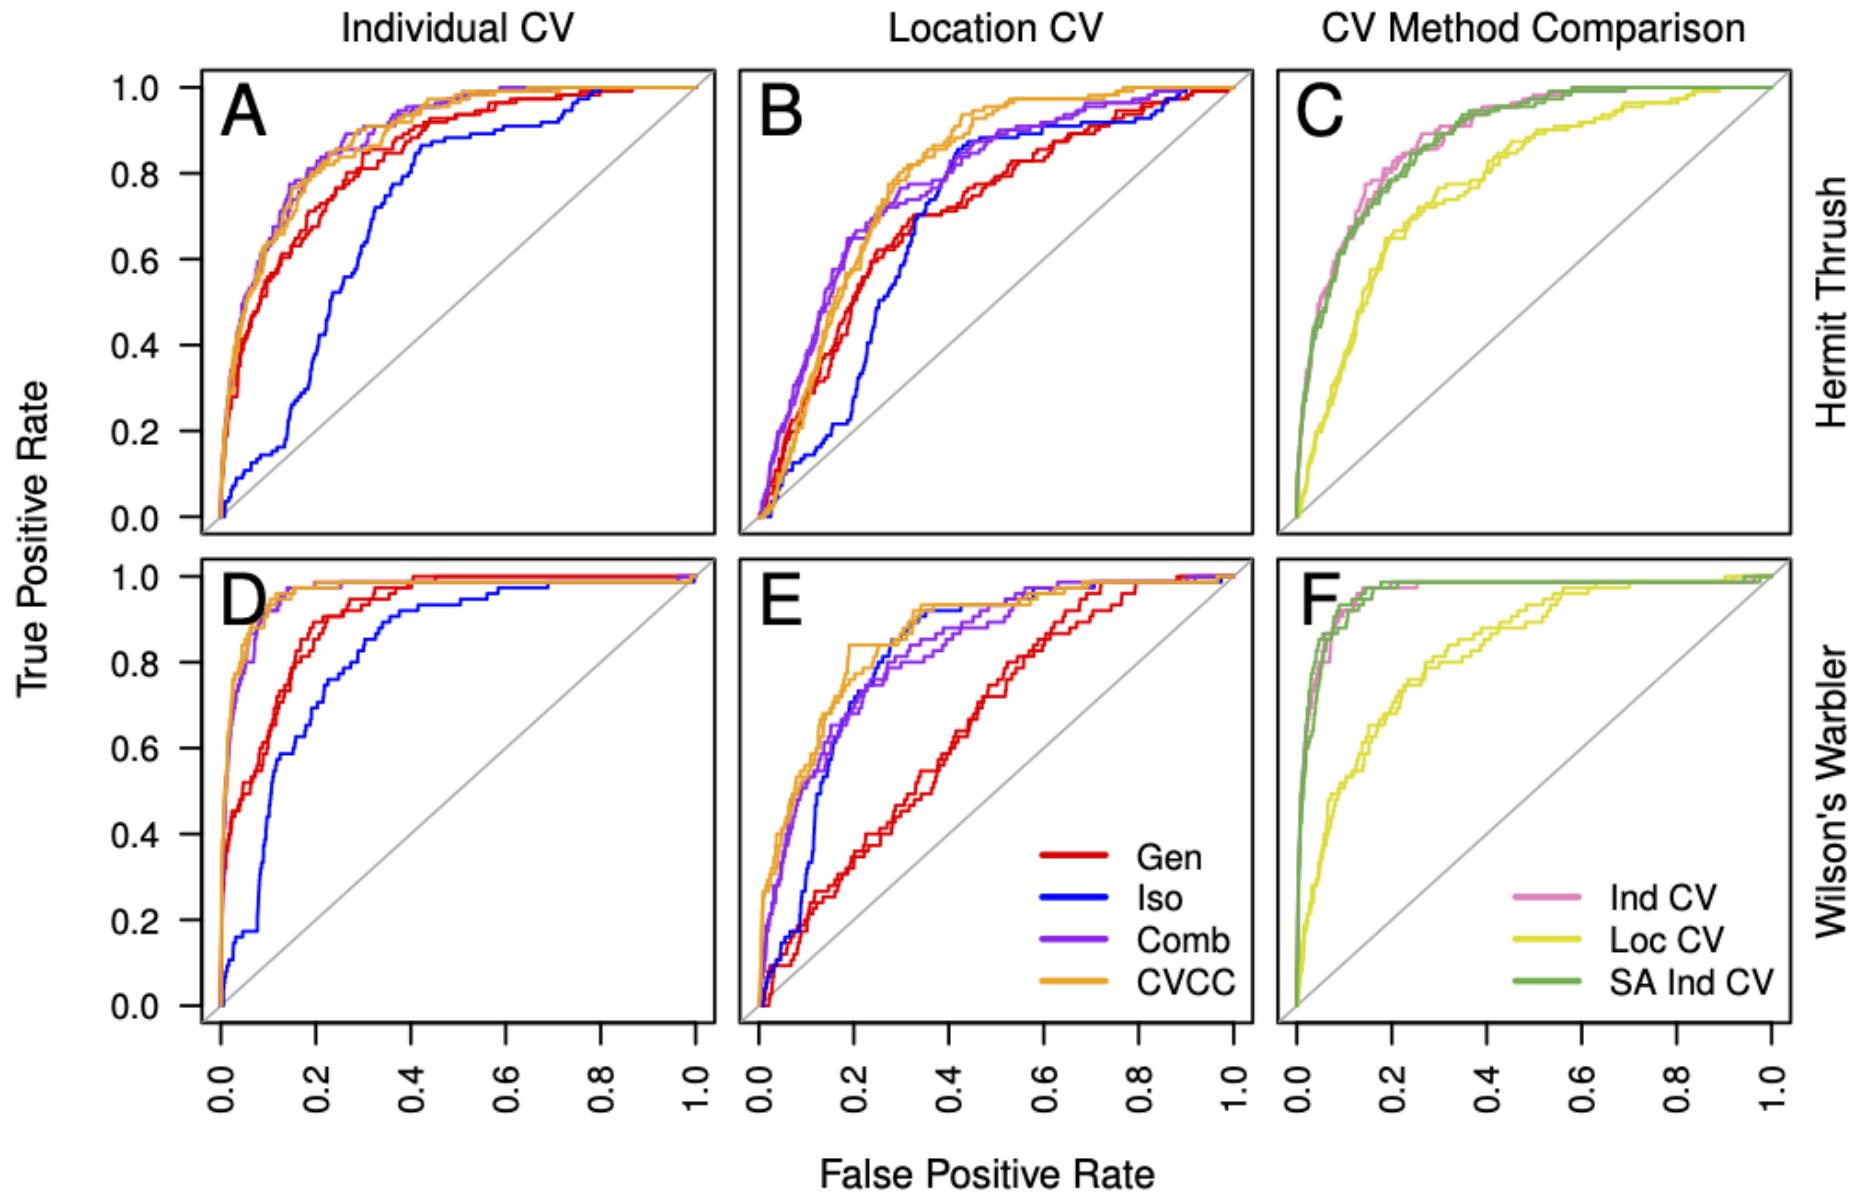 Individual CV
Location CV
CV Method Comparison
True Positive Rate
1.0
0.8
0.6
0.4
0.2
0.0
A
B
C
Hermit Thrush
1.0
0.8
0.6
0.4
0.2
0.0
D
E
F
Gen
Iso
Comb
CVCC
Ind CV
Loc CV
SA Ind CV
Wilson's Warbler
0.0 0.2 0.4 0.6 0.8 1.0
0.0 0.2 0.4 0.6 0.8 1.0
0.0 0.2 0.4 0.6 0.8 1.0
False Positive Rate